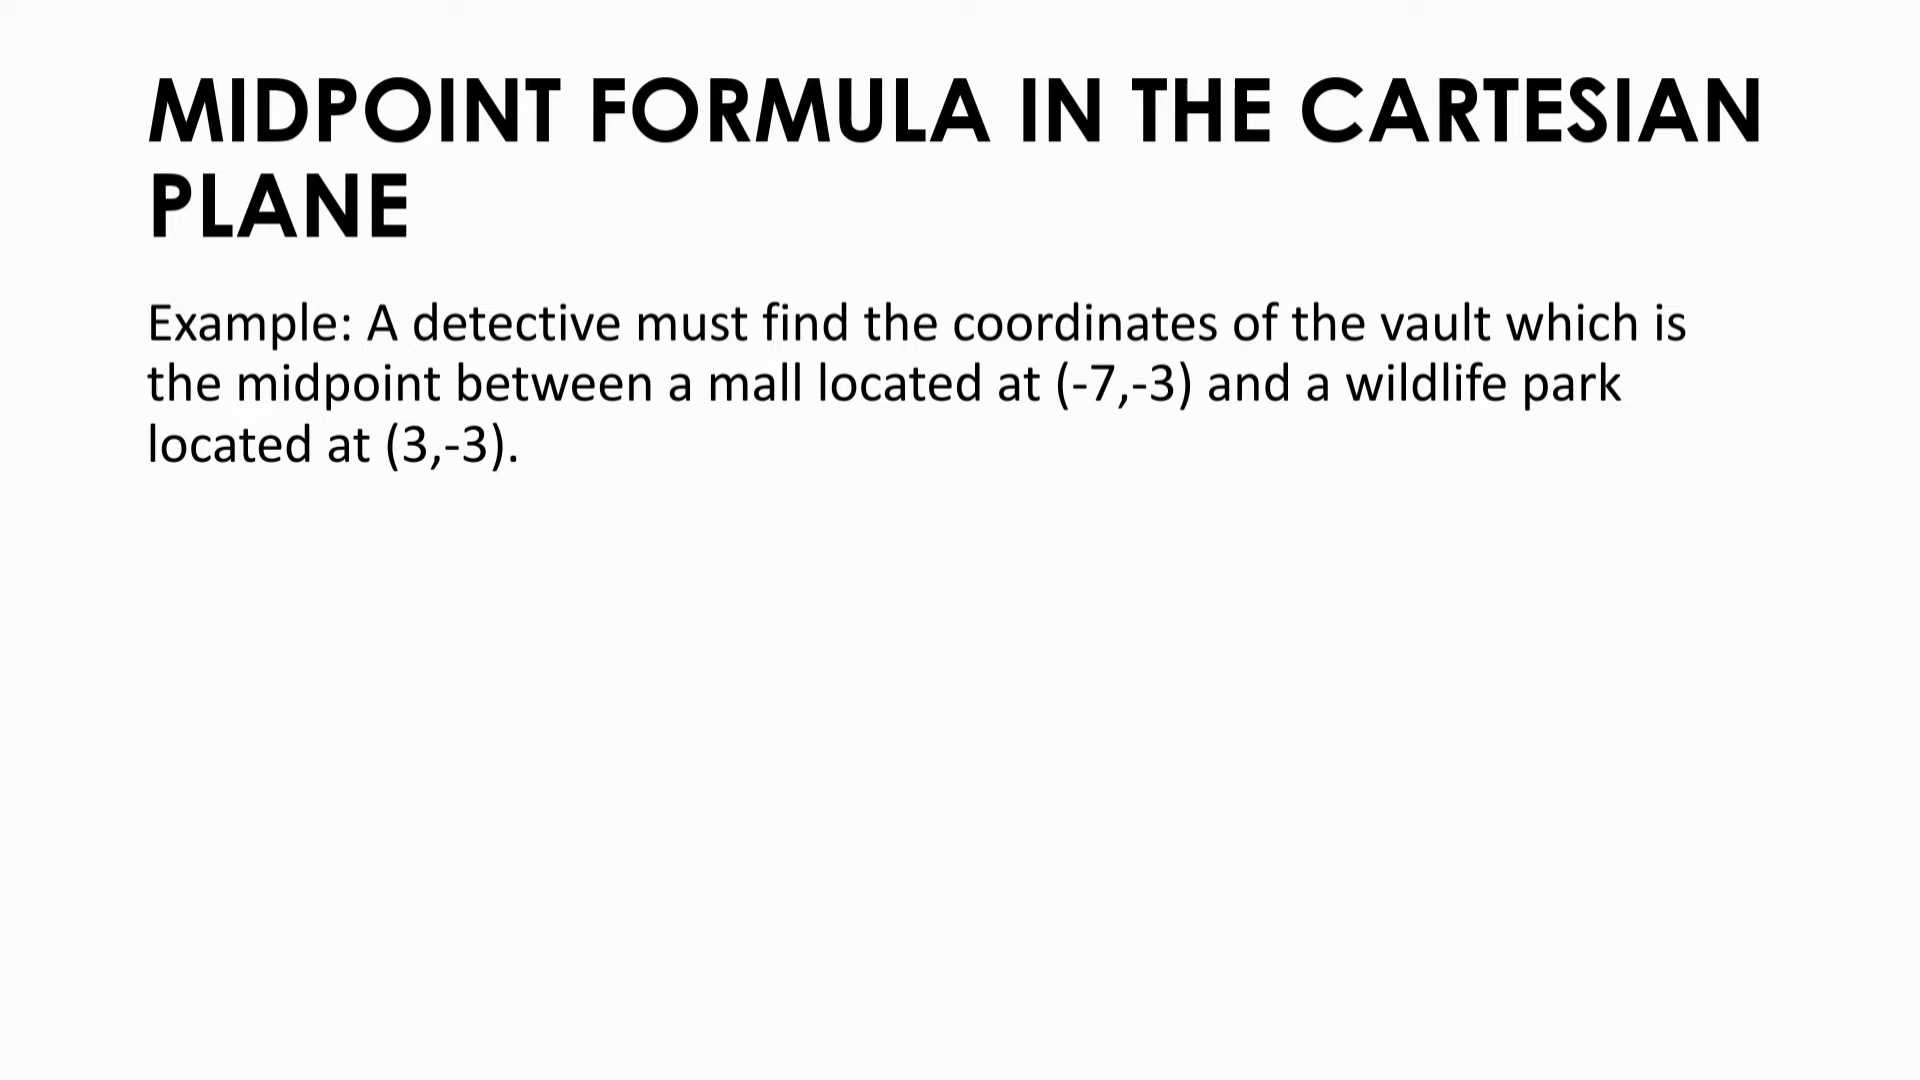 MIDPOINT FORMULA IN THE CARTESIAN
PLANE
Example: A detective must find the coordinates of the vault which is
the midpoint between a mall located at (-7,-3) and a wildlife park
located at (3,-3).